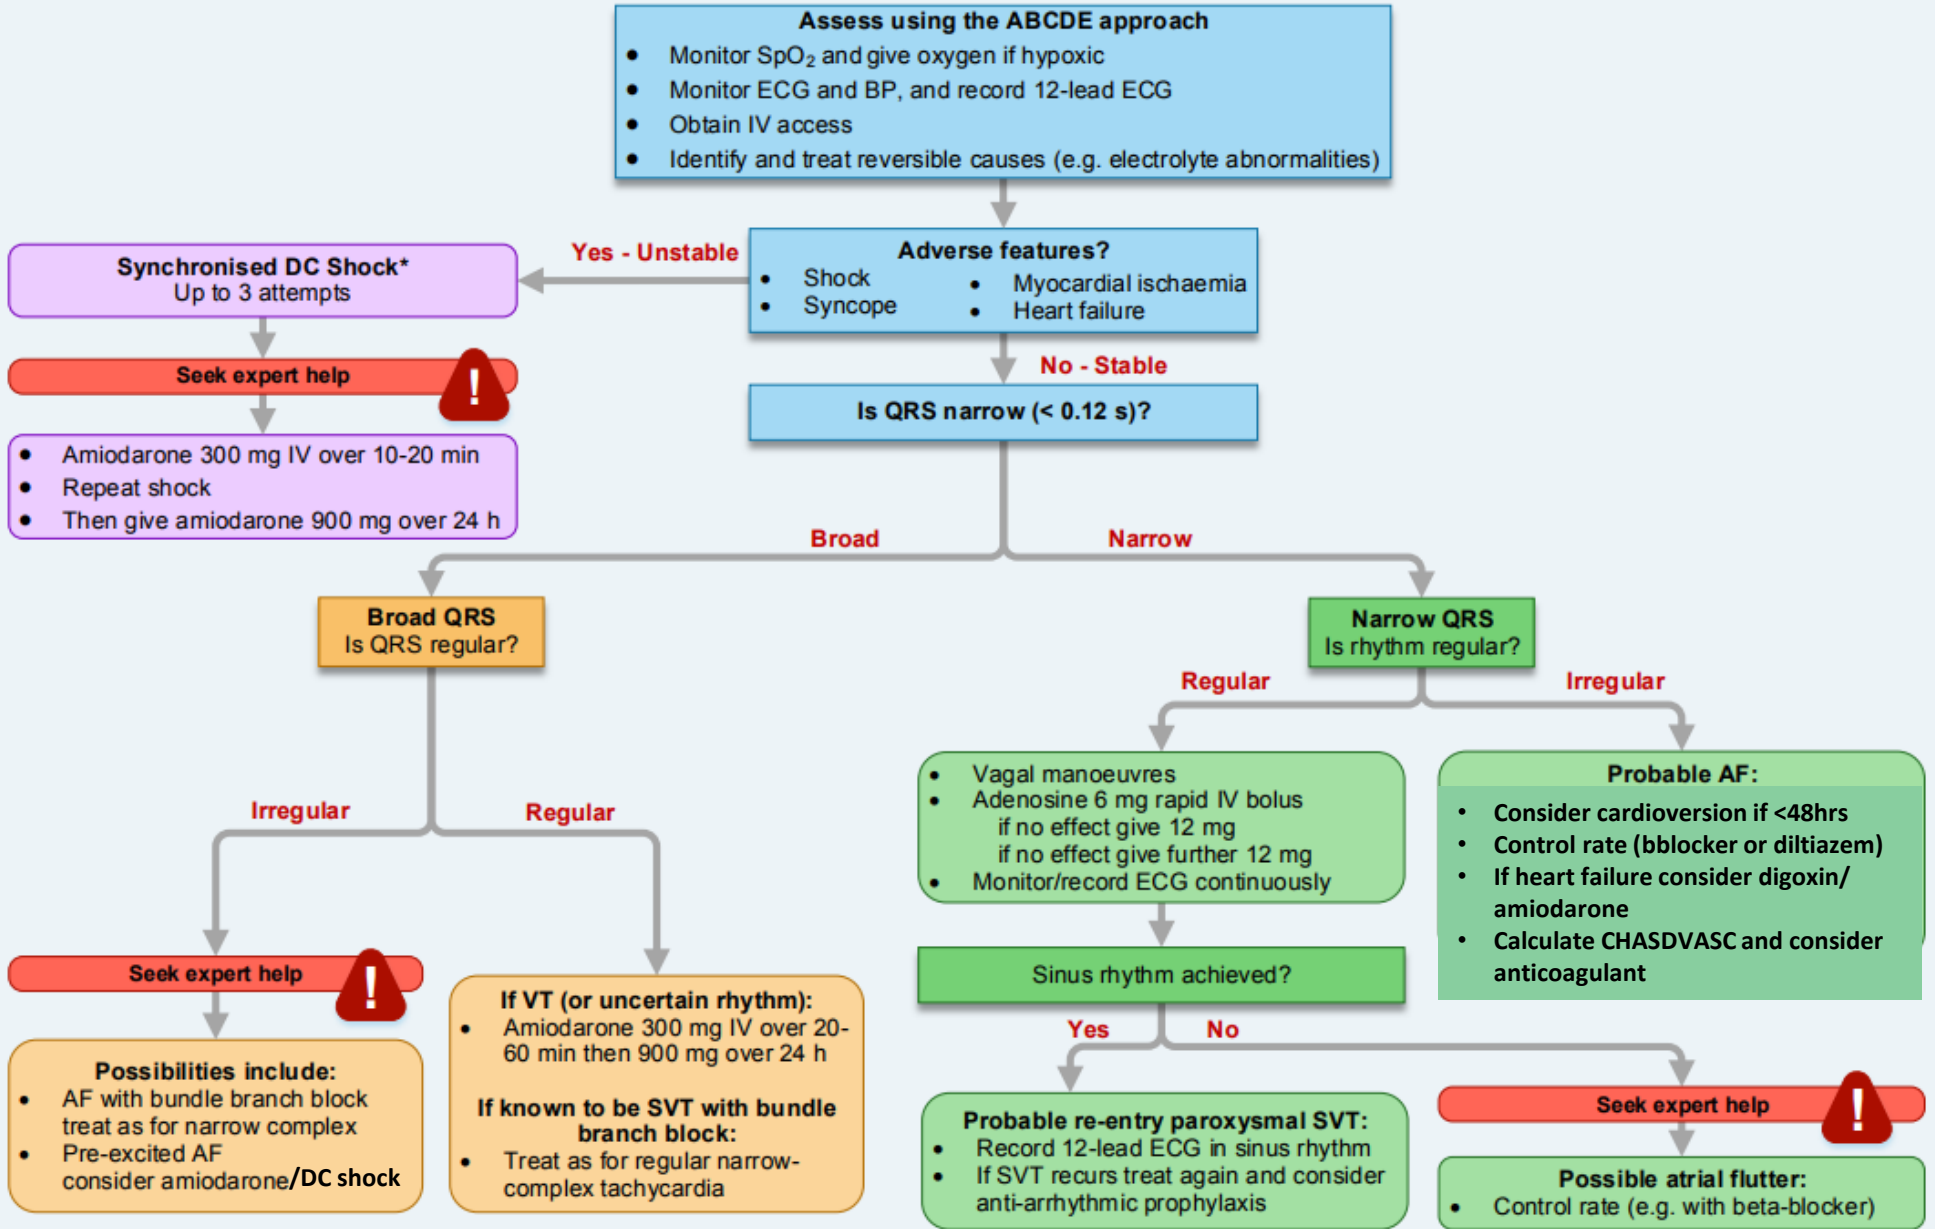 Assess using the ABCDE approach
• Monitor SpO₂ and give oxygen if hypoxic
• Monitor ECG and BP, and record 12-lead ECG
• Obtain IV access
• Identify and treat reversible causes (e.g. electrolyte abnormalities)
Yes - Unstable
Adverse features?
• Shock
• Syncope
• Myocardial ischaemia
• Heart failure
Synchronised DC Shock*
Up to 3 attempts
Seek expert help
!
• Amiodarone 300 mg IV over 10-20 min
• Repeat shock
• Then give amiodarone 900 mg over 24 h
No - Stable
Is QRS narrow (< 0.12 s)?
Broad
Narrow
Broad QRS
Is QRS regular?
Narrow QRS
Is rhythm regular?
Irregular
Regular
Regular
Irregular
Seek expert help
!
Possibilities include:
• AF with bundle branch block
treat as for narrow complex
• Pre-excited AF
consider amiodarone/DC shock
If VT (or uncertain rhythm):
• Amiodarone 300 mg IV over 20-
60 min then 900 mg over 24 h
If known to be SVT with bundle
branch block:
• Treat as for regular narrow-
complex tachycardia
• Vagal manoeuvres
• Adenosine 6 mg rapid IV bolus
if no effect give 12 mg
if no effect give further 12 mg
• Monitor/record ECG continuously
Probable AF:
• Consider cardioversion if <48hrs
• Control rate (bblocker or diltiazem)
• If heart failure consider digoxin/
amiodarone
• Calculate CHASDVASC and consider
anticoagulant
Sinus rhythm achieved?
Yes
No
Probable re-entry paroxysmal SVT:
• Record 12-lead ECG in sinus rhythm
• If SVT recurs treat again and consider
anti-arrhythmic prophylaxis
Seek expert help
!
Possible atrial flutter:
• Control rate (e.g. with beta-blocker)